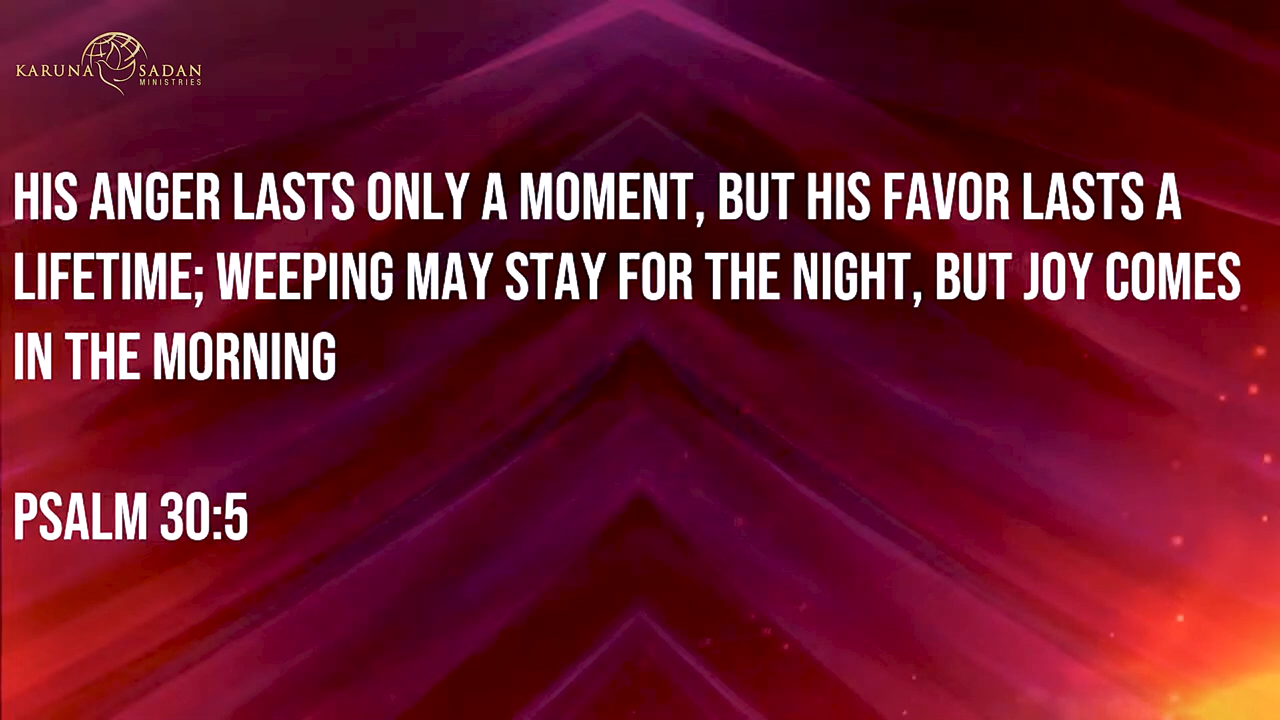 KARUNA SADAN
MINISTRIES
HIS ANGER LASTS ONLY A MOMENT, BUT HIS FAVOR LASTS A
LIFETIME; WEEPING MAY STAY FOR THE NIGHT, BUT JOY COMES
IN THE MORNING
PSALM 30:5